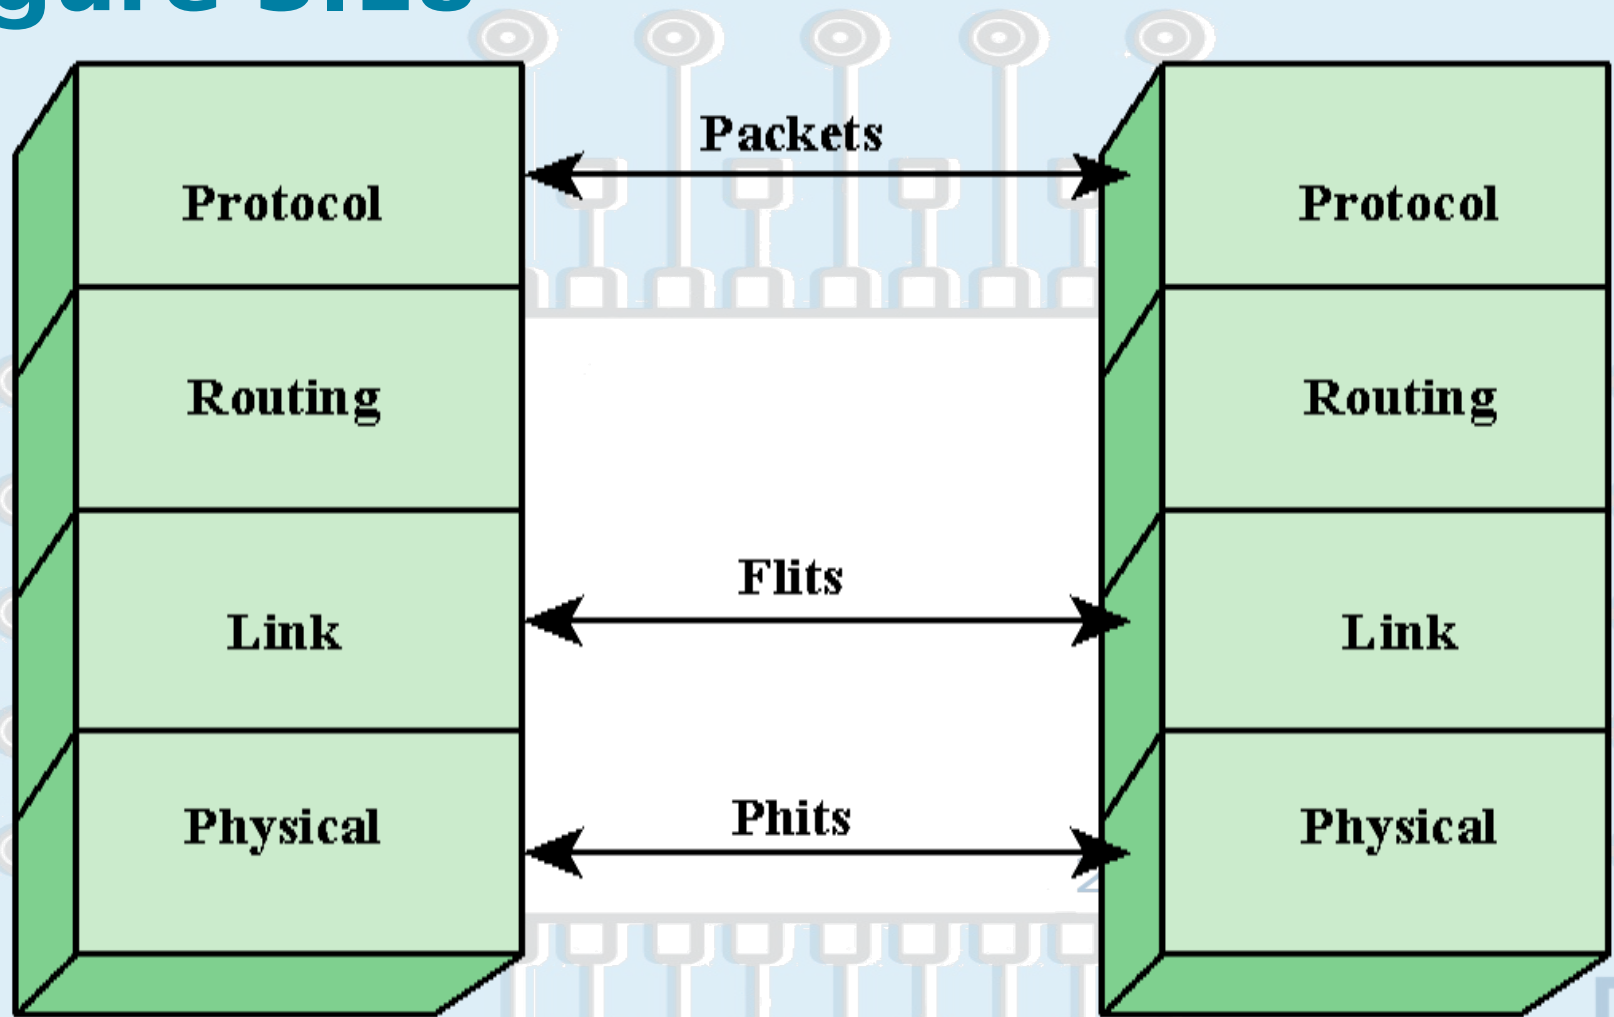 Packets
Protocol
Protocol
Routing
Routing
Flits
Link
Link
Phits
Physical
Physical